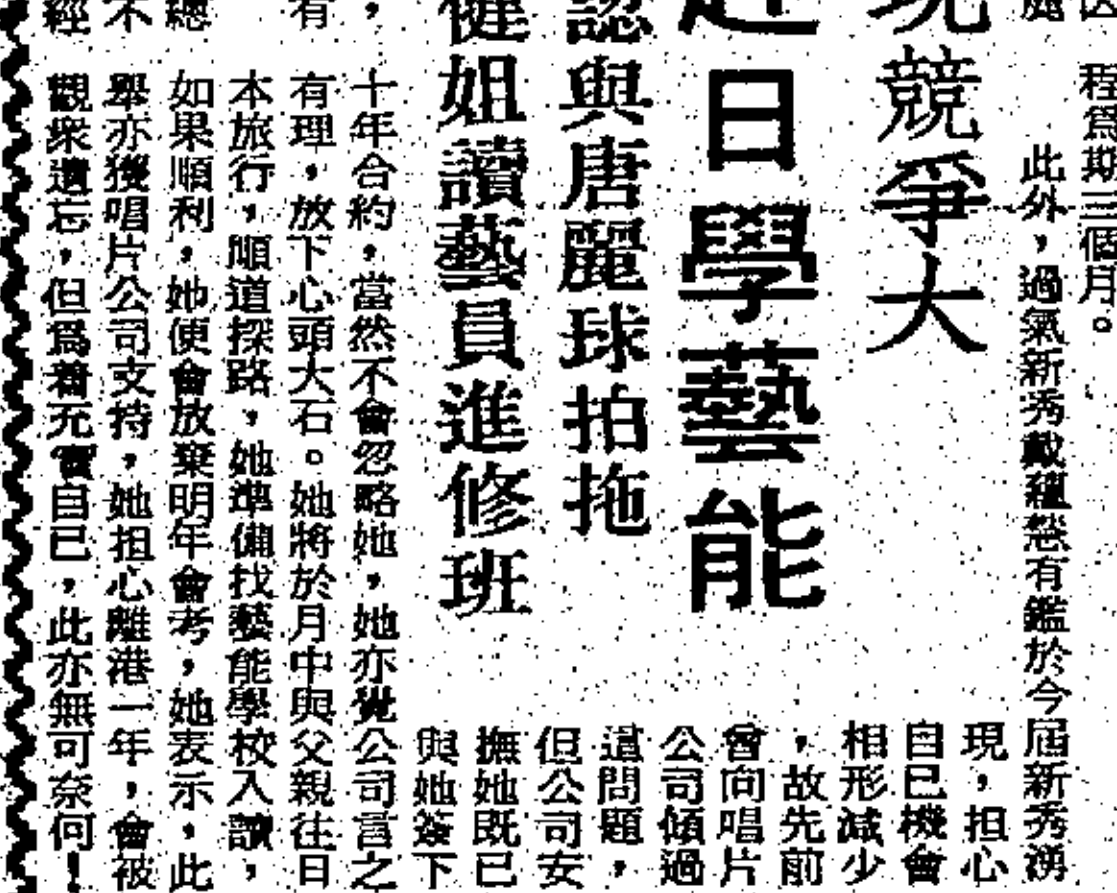 程爲期三個月。
此外，過氣新秀戴蘊慧有鑑於今屆新秀湧
現，担心
自已機會
相形減少
，故先前
會向唱片
公司傾過
這問題，
但公司安
撫她既已
與她簽下
十年合約，當然不會忽略她，她亦覺公司言之
有理，放下心頭大石。她將於月中與父親往日
本旅行，順道探路，她準備找藝能學校入讀，
如果順利，她便會放棄明年會考，她表示，此
舉亦獲唱片公司支持，她担心離港一年，會被
觀衆遺忘，但爲着充實自已，此亦無可奈何！
現競爭大
赴日學藝能
認與唐麗球拍拖
健姐讀藝員進修班
有
總
不
經